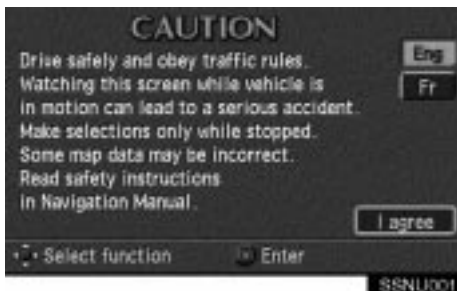 CAUTION
Drive safely and obey traffic rules.
Eng
Watching this screen while vehicle is
Fr
in motion can lead to a serious accident.
Make selections only while stopped.
Some map data may be incorrect.
Read safety instructions
in Navigation Manual.
I agree
Select function
Enter
SSNU001